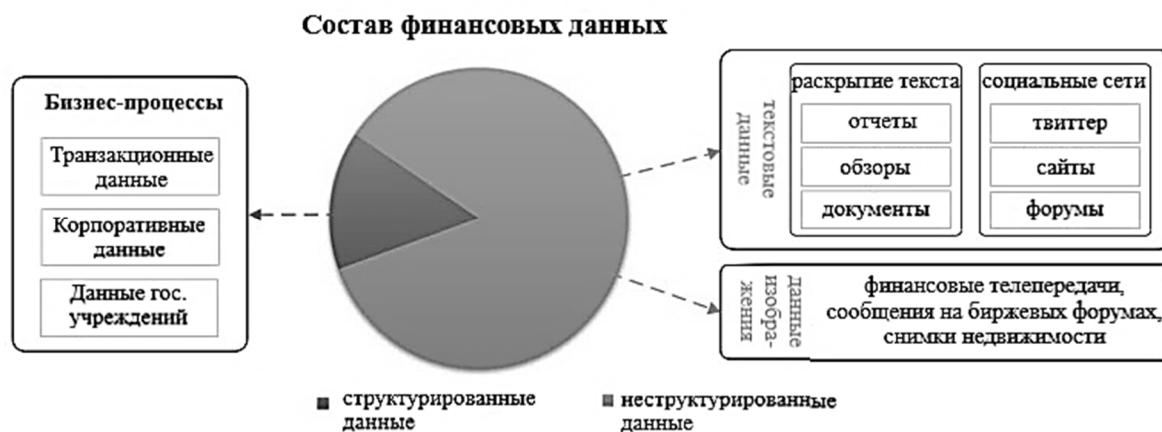 Состав финансовых данных
Бизнес-процессы
Транзакционные
данные
Корпоративные
данные
Данные гос.
учреждений
текстовые
данные
раскрытие текста
отчеты
обзоры
документы
социальные сети
твиттер
сайты
форумы
данные
изобра-
жения
финансовые телепередачи,
сообщения на биржевых форумах,
снимки недвижимости
структурированные
данные
неструктурированные
данные